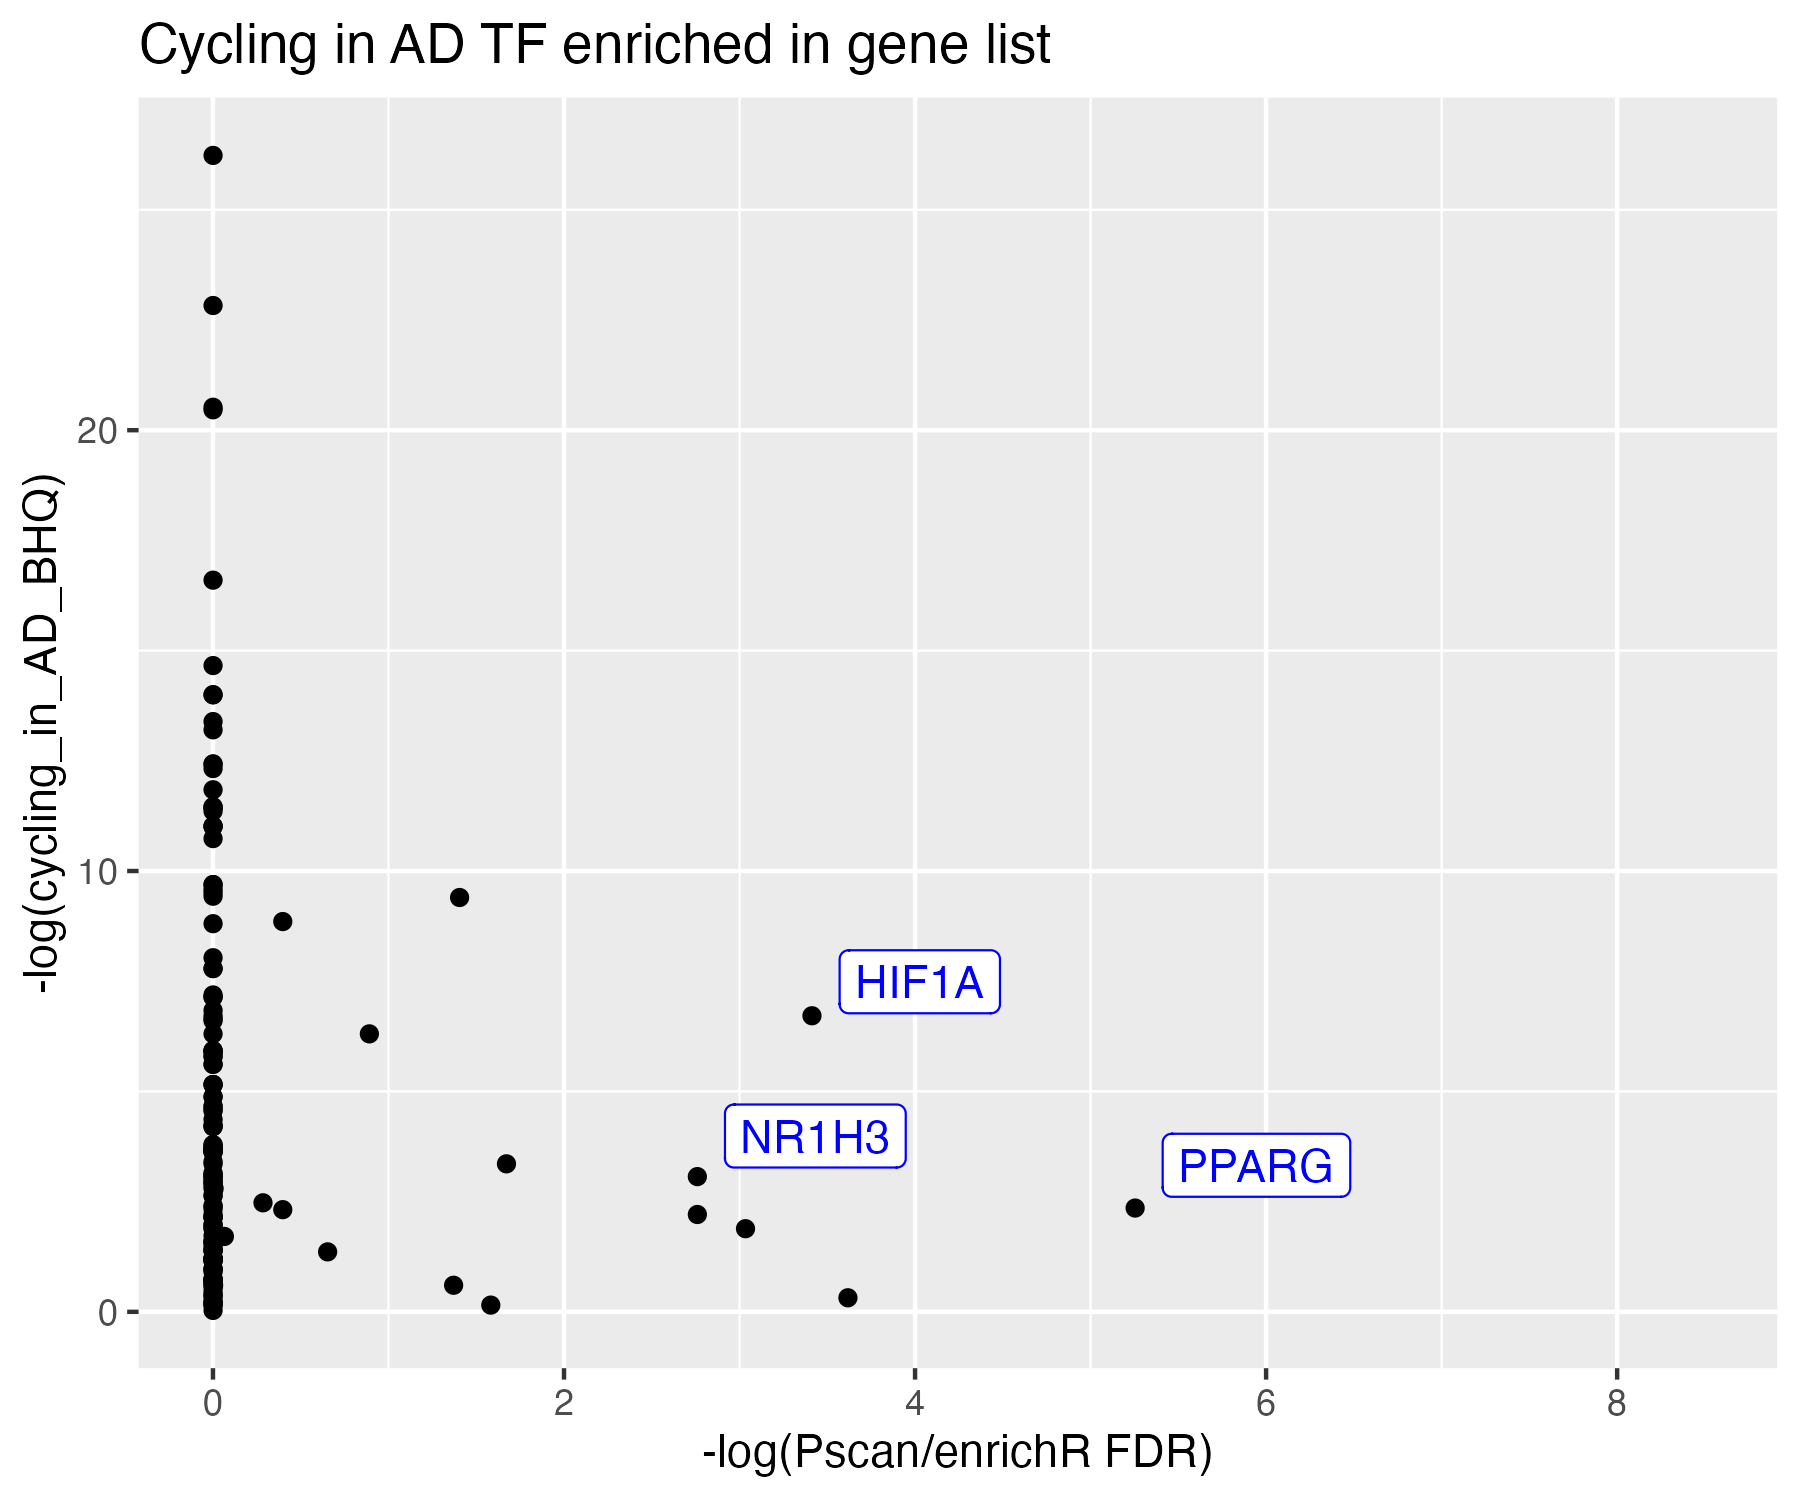 Cycling in AD TF enriched in gene list
-log(cycling_in_AD_BHQ)
20
10
0
HIF1A
NR1H3
PPARG
0
2
4
6
8
-log(Pscan/enrichR FDR)